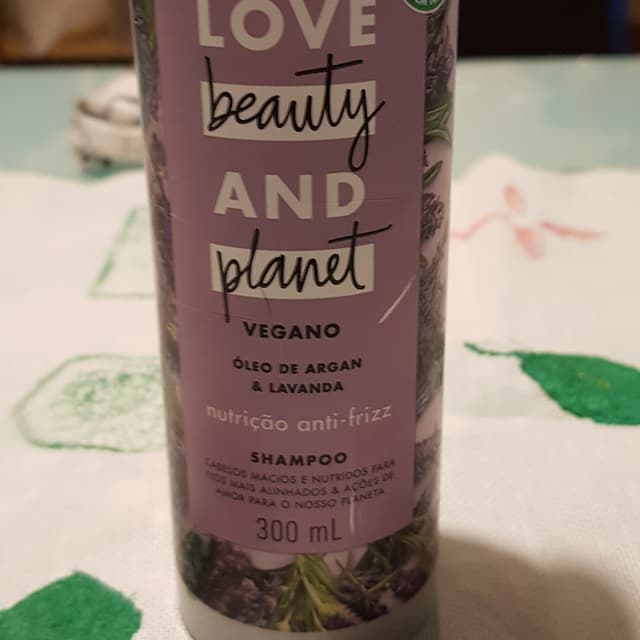 LOVE
beauty
AND
planet
VEGANO
ÓLEO DE ARGAN
& LAVANDA
nutrição anti-frizz
SHAMPOO
CABELOS MACIOS E NUTRIDOS PARA
FIOS MAIS ALINHADOS & AÇÕES DE
AMOR PARA O NOSSO PLANETA
300 mL